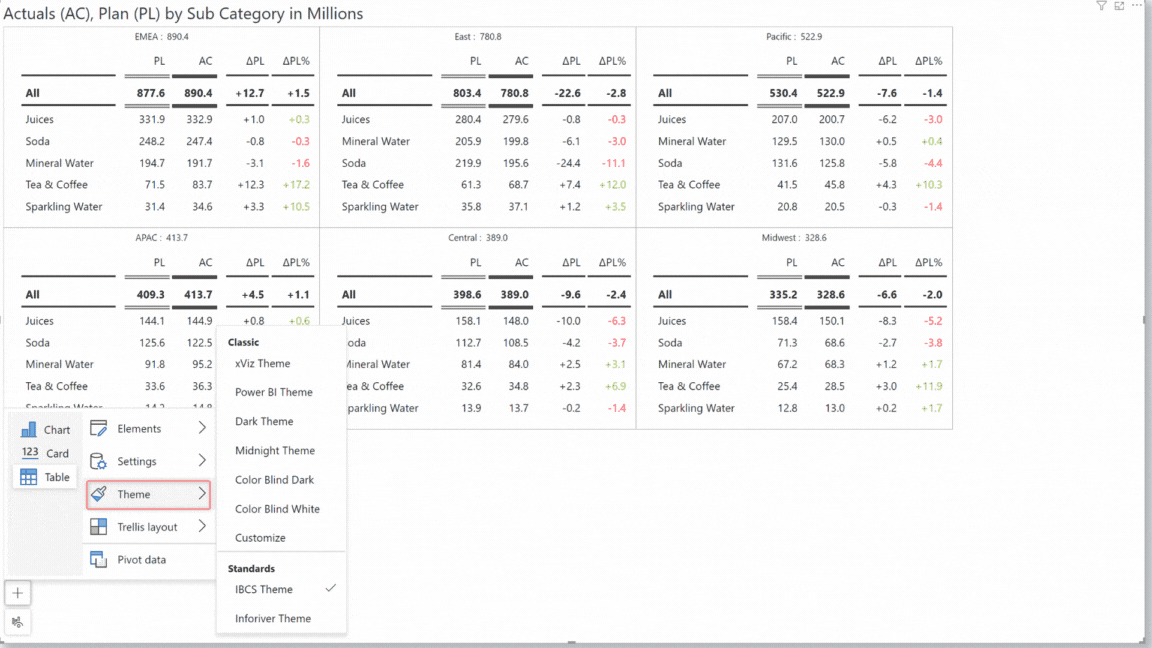 Actuals (AC), Plan (PL) by Sub Category in Millions
EMEA : 890.4
PL AC ΔPL ΔPL%
All 877.6 890.4 +12.7 +1.5
Juices 331.9 332.9 +1.0 +0.3
Soda 248.2 247.4 -0.8 -0.3
Mineral Water 194.7 191.7 -3.1 -1.6
Tea & Coffee 71.5 83.7 +12.3 +17.2
Sparkling Water 31.4 34.6 +3.3 +10.5
East : 780.8
PL AC ΔPL ΔPL%
All 803.4 780.8 -22.6 -2.8
Juices 280.4 279.6 -0.8 -0.3
Mineral Water 205.9 199.8 -6.1 -3.0
Soda 219.9 195.6 -24.4 -11.1
Tea & Coffee 61.3 68.7 +7.4 +12.0
Sparkling Water 35.8 37.1 +1.2 +3.5
Pacific : 522.9
PL AC ΔPL ΔPL%
All 530.4 522.9 -7.6 -1.4
Juices 207.0 200.7 -6.2 -3.0
Mineral Water 129.5 130.0 +0.5 +0.4
Soda 131.6 125.8 -5.8 -4.4
Tea & Coffee 41.5 45.8 +4.3 +10.3
Sparkling Water 20.8 20.5 -0.3 -1.4
APAC : 413.7
PL AC ΔPL ΔPL%
All 409.3 413.7 +4.5 +1.1
Juices 144.1 144.9 +0.8 +0.6
Soda 125.6 122.5
Mineral Water 91.8 95.2
Tea & Coffee 33.6 36.3
Central : 389.0
PL AC ΔPL ΔPL%
All 398.6 389.0 -9.6 -2.4
Juices 158.1 148.0 -10.0 -6.3
oda 112.7 108.5 -4.2 -3.7
Mineral Water 81.4 84.0 +2.5 +3.1
ea & Coffee 32.6 34.8 +2.3 +6.9
parkling Water 13.9 13.7 -0.2 -1.4
Midwest : 328.6
PL AC ΔPL ΔPL%
All 335.2 328.6 -6.6 -2.0
Juices 158.4 150.1 -8.3 -5.2
Soda 71.3 68.6 -2.7 -3.8
Mineral Water 67.2 68.3 +1.2 +1.7
Tea & Coffee 25.4 28.5 +3.0 +11.9
Sparkling Water 12.8 13.0 +0.2 +1.7
Chart
123 Card
Table
Elements
Settings
Theme
Trellis layout
Pivot data
Classic
xViz Theme
Power BI Theme
Dark Theme
Midnight Theme
Color Blind Dark
Color Blind White
Customize
Standards
IBCS Theme
Inforiver Theme